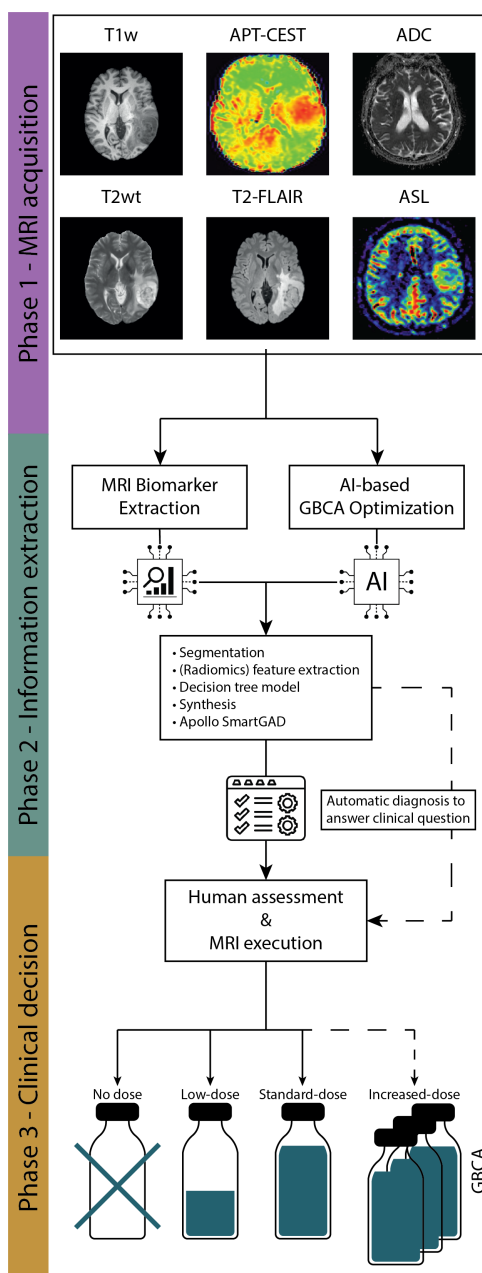 Phase 1 - MRI acquisition
T1w
APT-CEST
ADC
T2wt
T2-FLAIR
ASL
Phase 2 - Information extraction
MRI Biomarker
Extraction
AI-based
GBCA Optimization
AI
• Segmentation
• (Radiomics) feature extraction
• Decision tree model
• Synthesis
• Apollo SmartGAD
Automatic diagnosis to
answer clinical question
Phase 3 - Clinical decision
Human assessment
&
MRI execution
No dose
Low-dose
Standard-dose
Increased-dose
GBCA